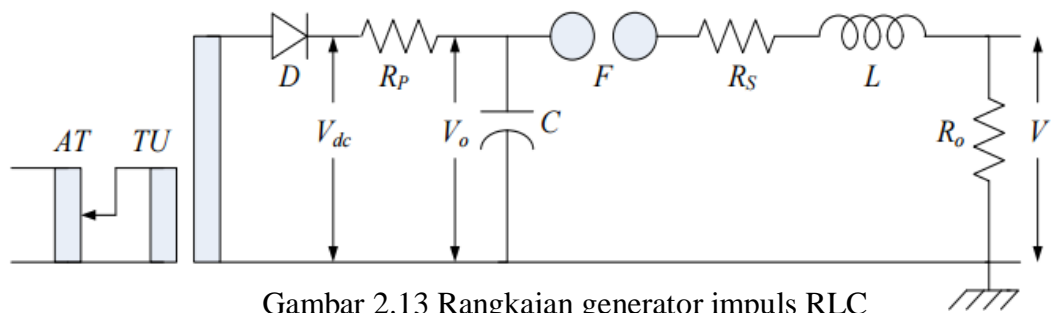 D
R_P
F
R_S
L
AT
TU
V_dc
V_o
C
R_o
V
Gambar 2.13 Rangkaian generator impuls RLC